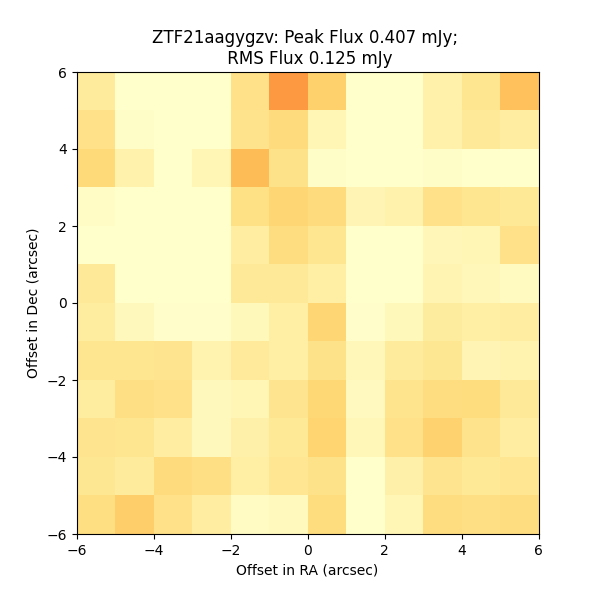 ZTF21aagygzv: Peak Flux 0.407 mJy;
RMS Flux 0.125 mJy
6
4
2
0
−2
−4
−6
Offset in Dec (arcsec)
−6 −4 −2 0 2 4 6
Offset in RA (arcsec)